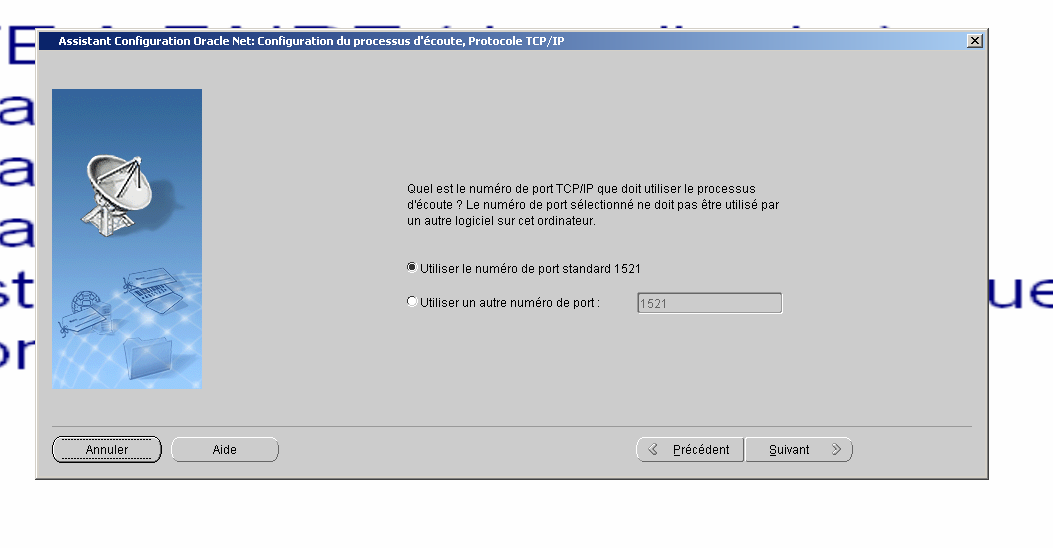 Assistant Configuration Oracle Net: Configuration du processus d'écoute, Protocole TCP/IP
Quel est le numéro de port TCP/IP que doit utiliser le processus
d'écoute ? Le numéro de port sélectionné ne doit pas être utilisé par
un autre logiciel sur cet ordinateur.
Utiliser le numéro de port standard 1521
Utiliser un autre numéro de port : 1521
Annuler Aide Précédent Suivant